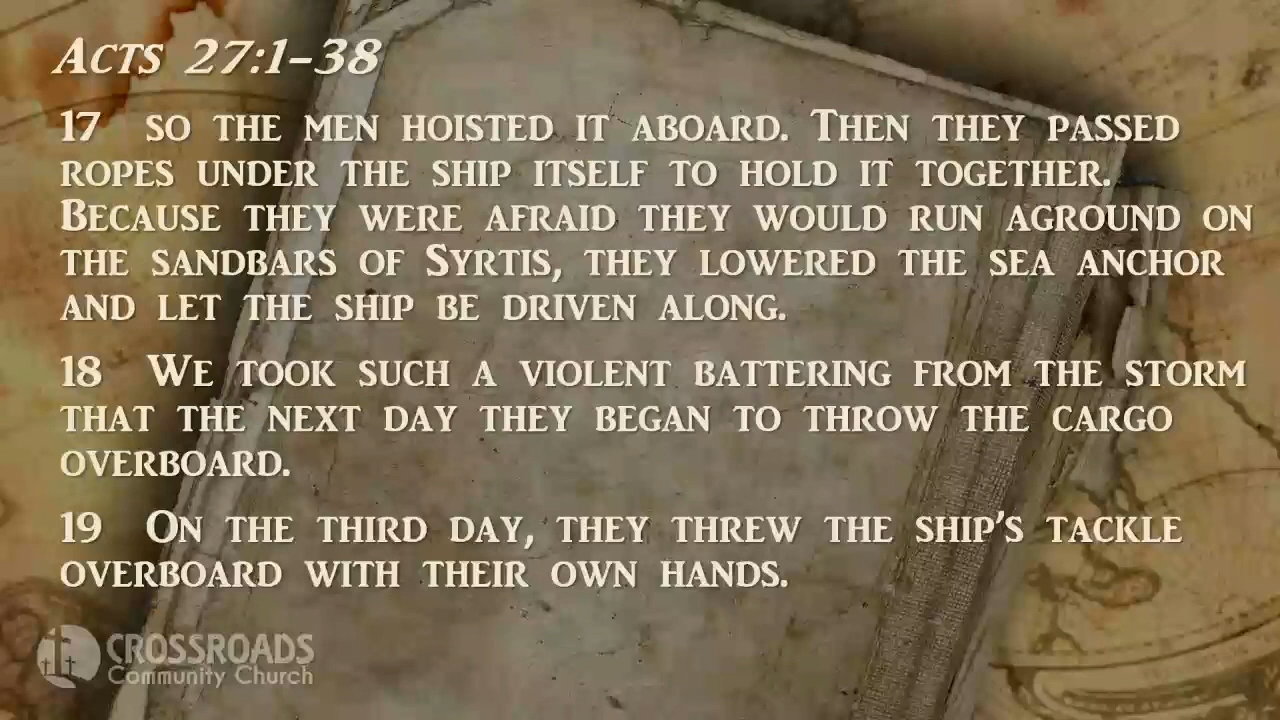 Acts 27:1-38
17 so the men hoisted it aboard. Then they passed
ropes under the ship itself to hold it together.
Because they were afraid they would run aground on
the sandbars of Syrtis, they lowered the sea anchor
and let the ship be driven along.
18 We took such a violent battering from the storm
that the next day they began to throw the cargo
overboard.
19 On the third day, they threw the ship's tackle
overboard with their own hands.
CROSSROADS
Community Church